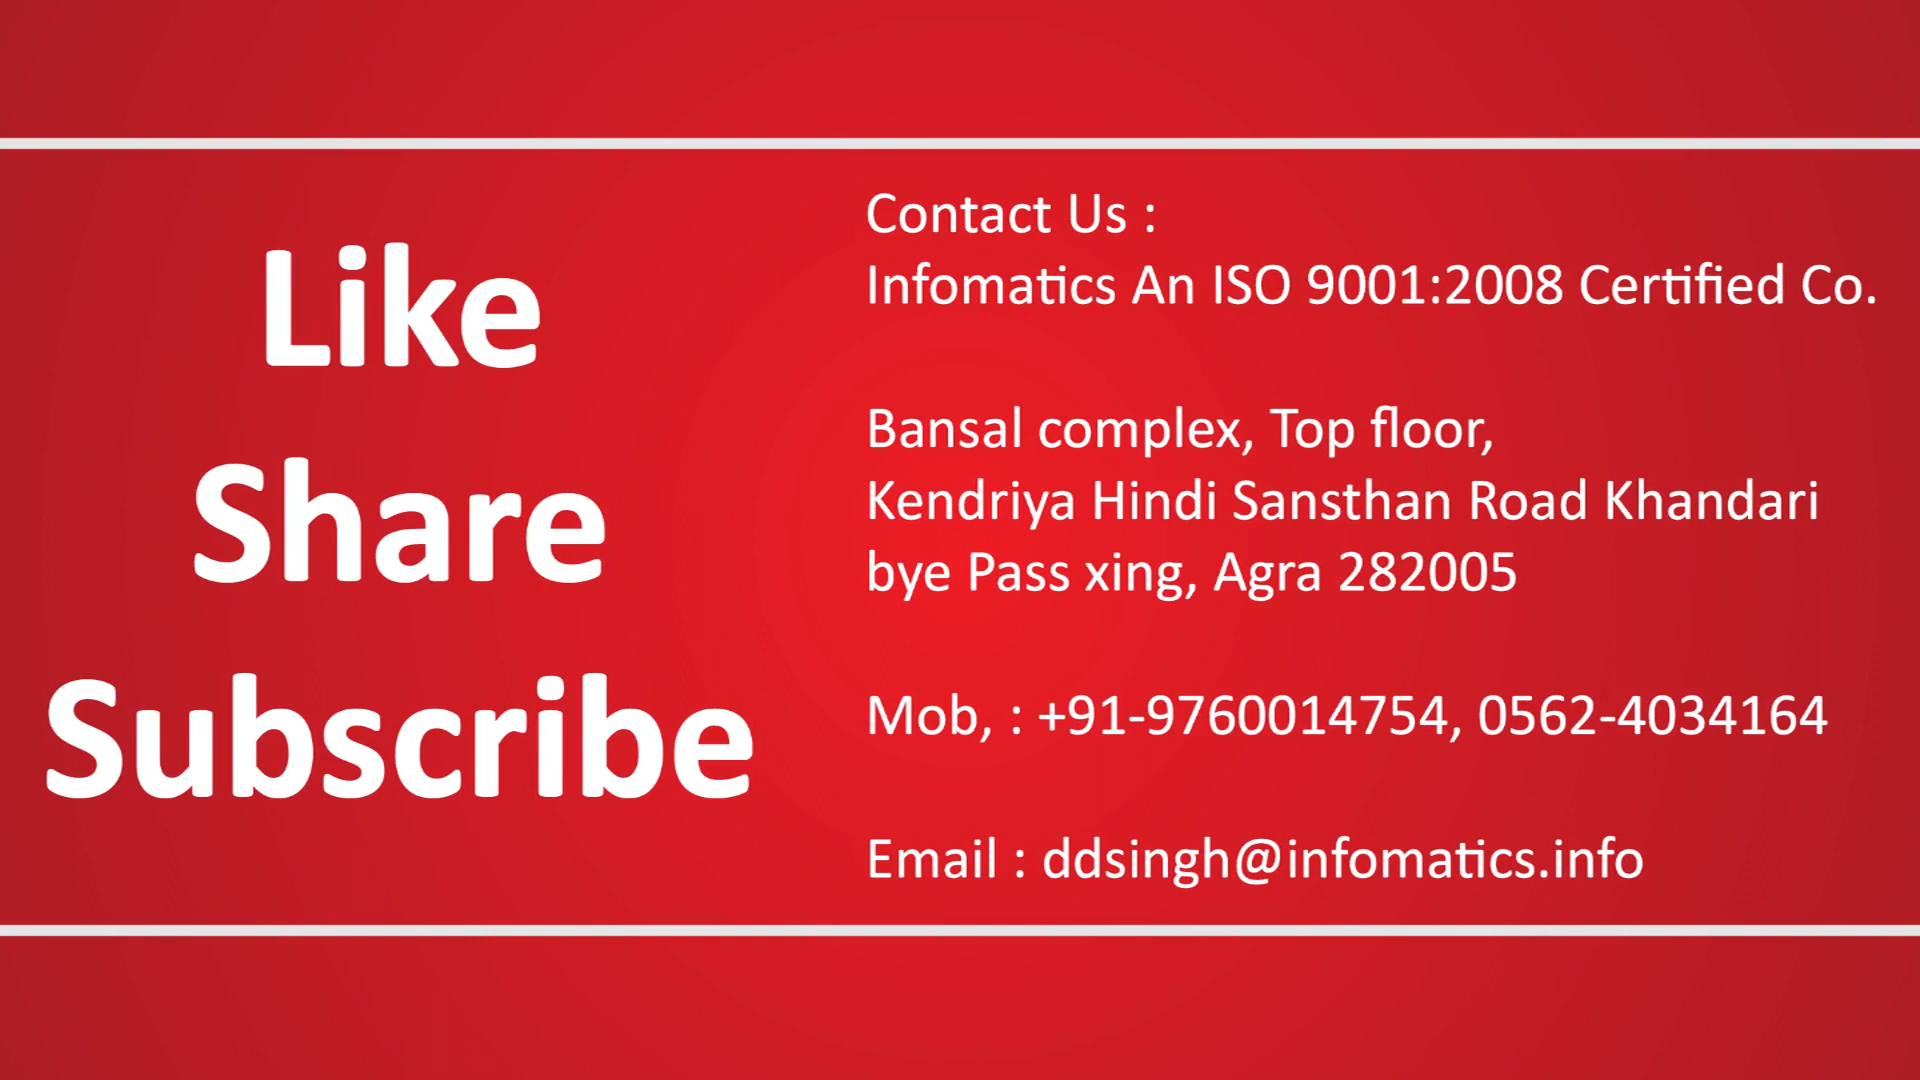 Like
Share
Subscribe
Contact Us :
Infomatics An ISO 9001:2008 Certified Co.
Bansal complex, Top floor,
Kendriya Hindi Sansthan Road Khandari
bye Pass xing, Agra 282005
Mob, : +91-9760014754, 0562-4034164
Email : ddsingh@infomatics.info